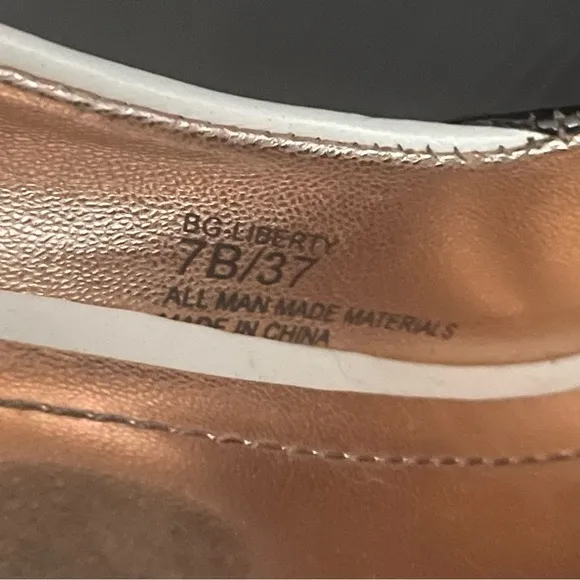 BG-LIBERTY
7B/37
ALL MAN MADE MATERIALS
MADE IN CHINA